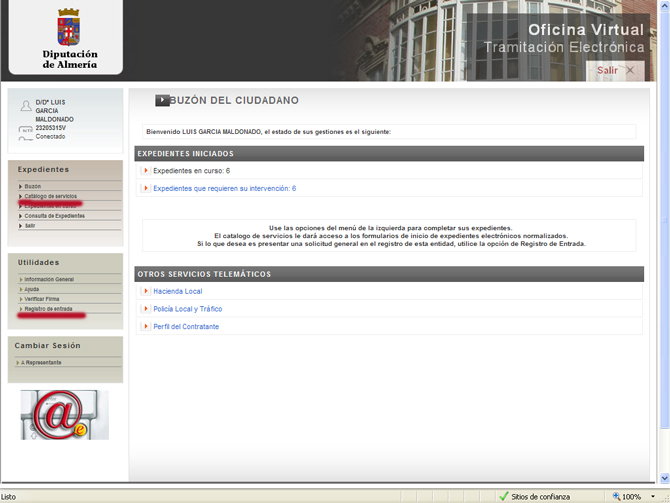 Diputación
de Almería
Oficina Virtual
Tramitación Electrónica
Salir
D/Dª LUIS
GARCIA
MALDONADO
23205315V
Conectado
Expedientes
Buzón
Catálogo de servicios
Expedientes en curso
Consulta de Expedientes
Salir
Utilidades
Información General
Ayuda
Verificar Firma
Registro de entrada
Cambiar Sesión
A Representante
BUZÓN DEL CIUDADANO
Bienvenido LUIS GARCIA MALDONADO, el estado de sus gestiones es el siguiente:
EXPEDIENTES INICIADOS
Expedientes en curso: 6
Expedientes que requieren su intervención: 6
Use las opciones del menú de la izquierda para completar sus expedientes.
El catalogo de servicios le dará acceso a los formularios de inicio de expedientes electrónicos normalizados.
Si lo que desea es presentar una solicitud general en el registro de esta entidad, utilice la opción de Registro de Entrada.
OTROS SERVICIOS TELEMÁTICOS
Hacienda Local
Policía Local y Tráfico
Perfil del Contratante
Listo
Sitios de confianza
100%